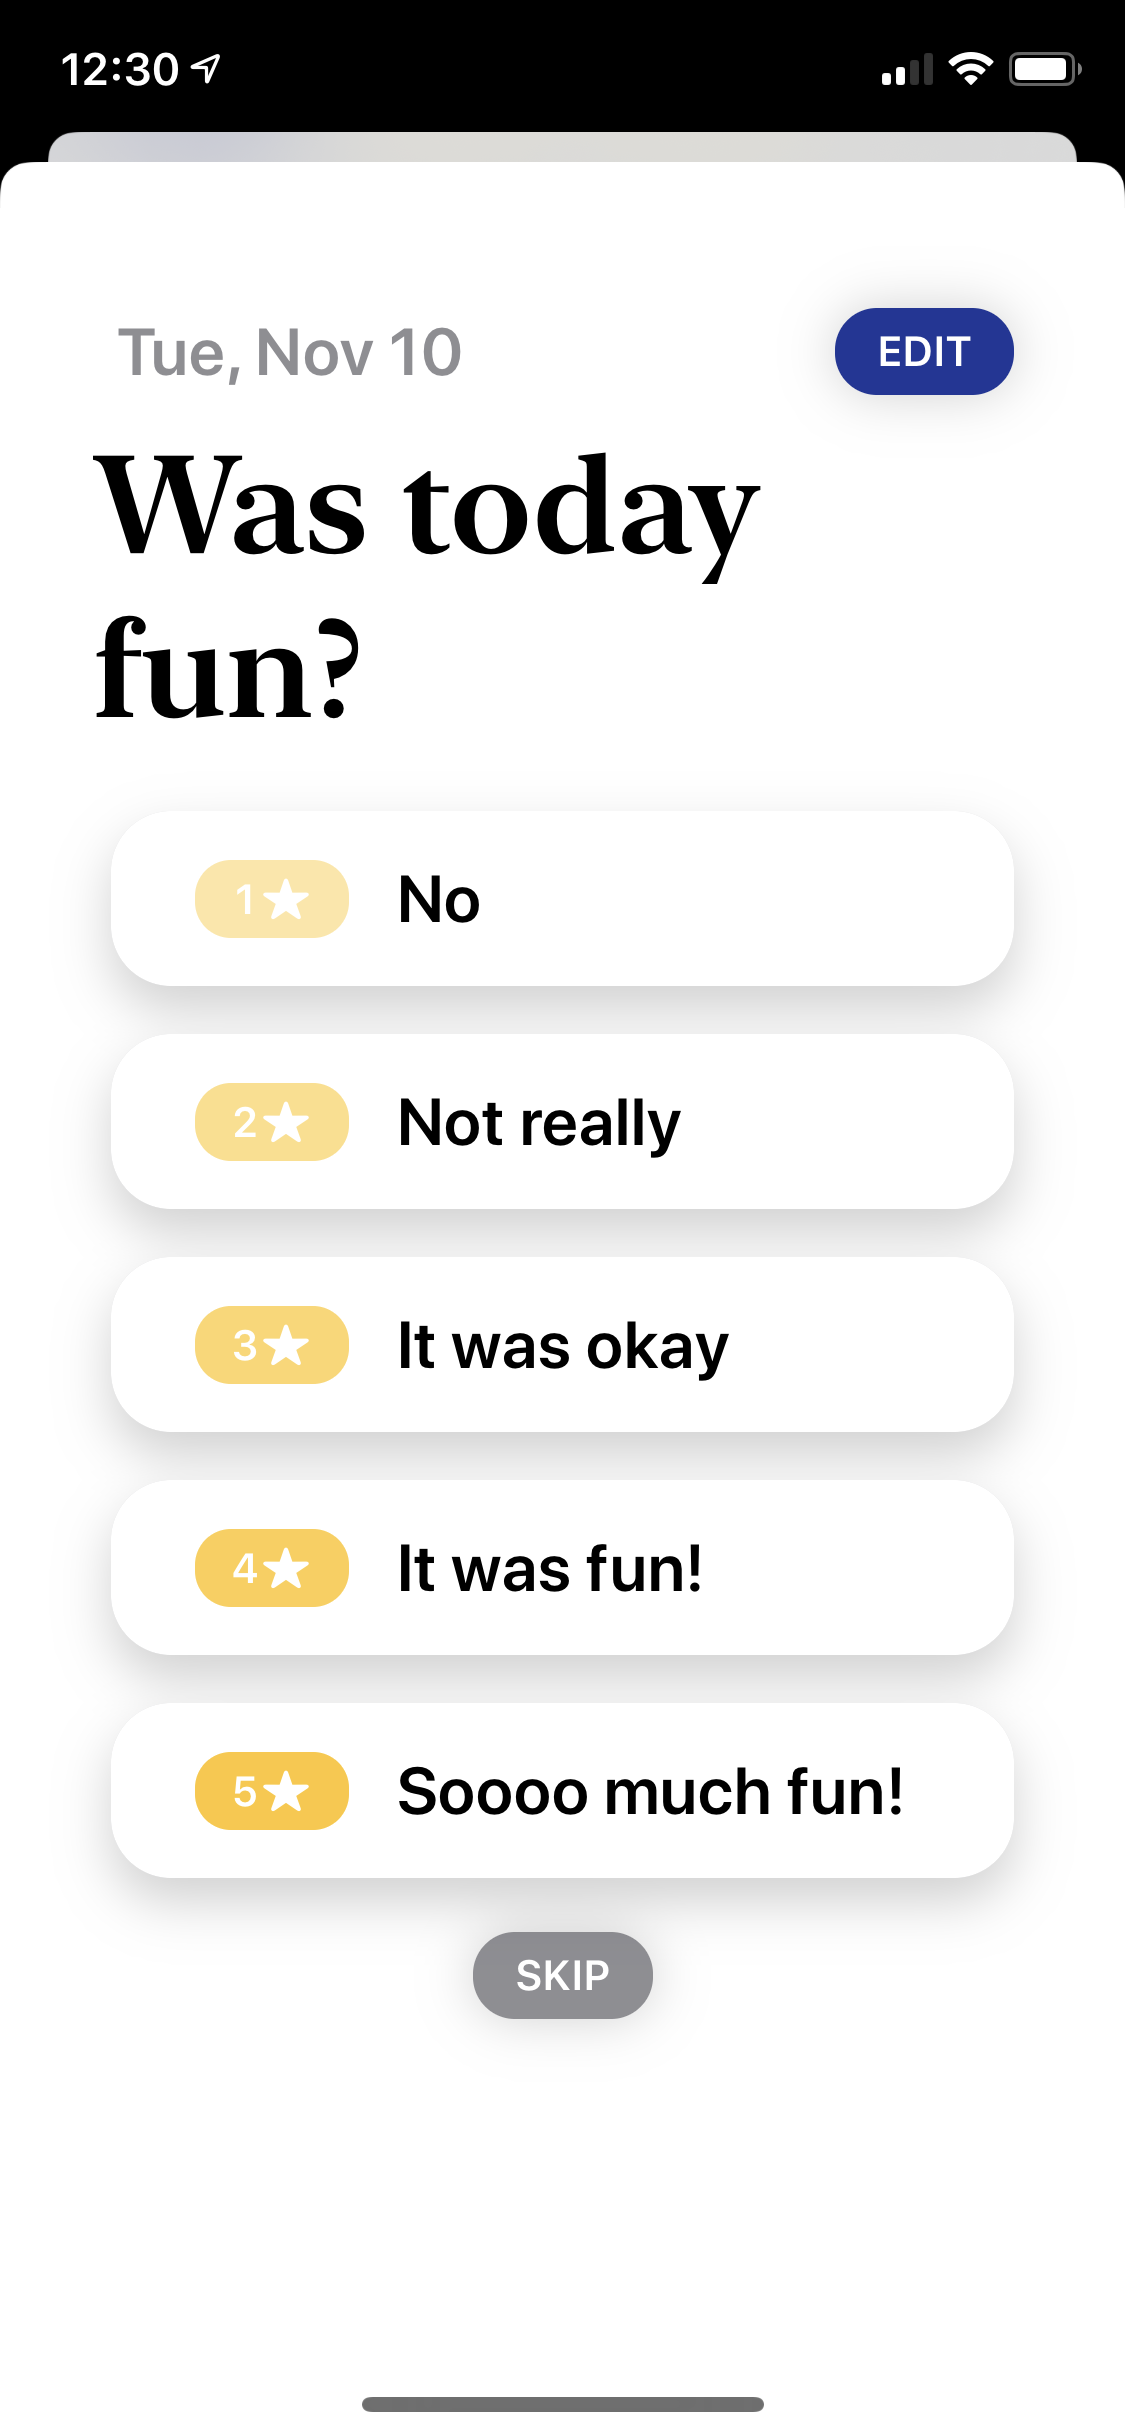 12:30
Tue, Nov 10
EDIT
Was today
fun?
1 No
2 Not really
3 It was okay
4 It was fun!
5 Soooo much fun!
SKIP